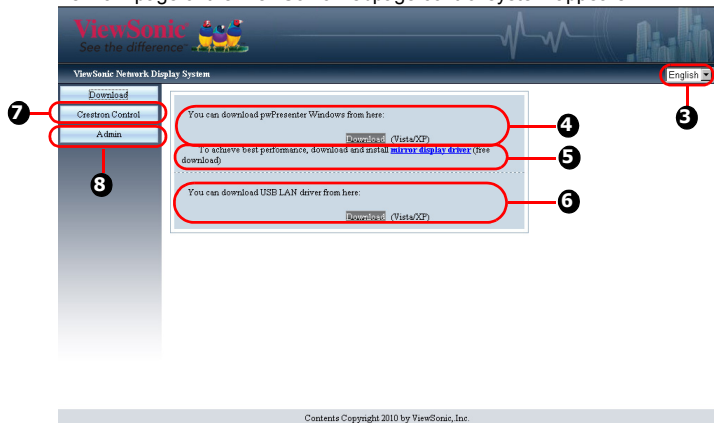 ViewSonic
See the difference™
ViewSonic Network Display System
English
3
Download
7
Crestron Control
Admin
8
You can download pwPresenter Windows from here:
Download (Vista/XP)
4
To achieve best performance, download and install mirror display driver (free
download)
5
You can download USB LAN driver from here:
Download (Vista/XP)
6
Contents Copyright 2010 by ViewSonic, Inc.